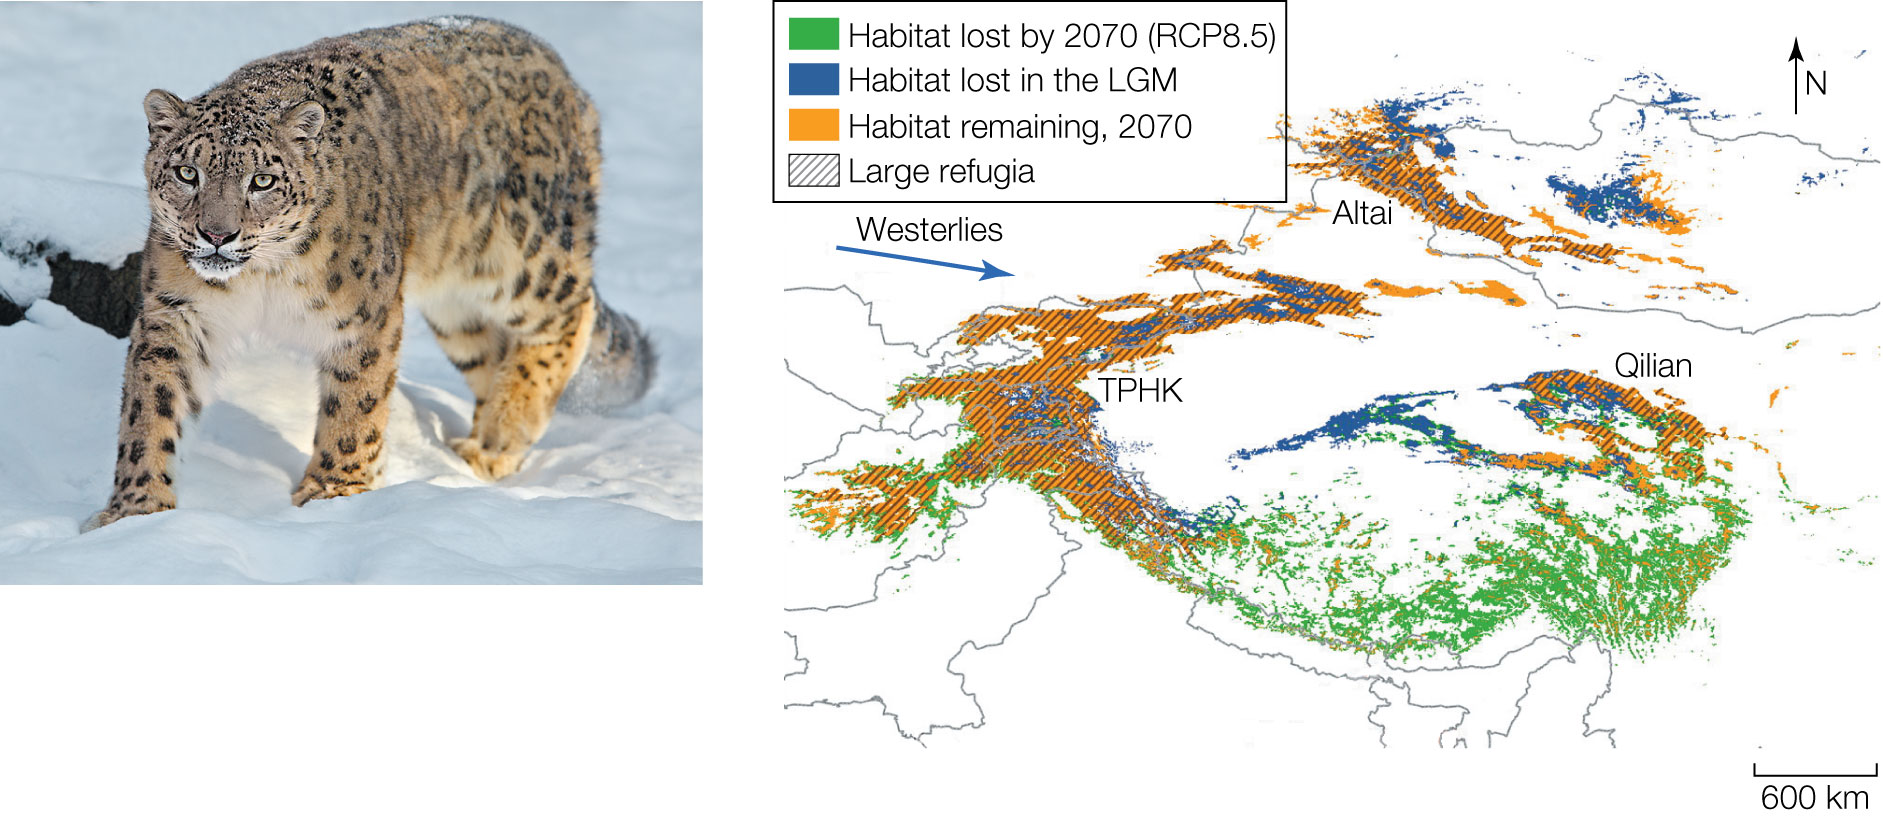 Habitat lost by 2070 (RCP8.5)
Habitat lost in the LGM
Habitat remaining, 2070
Large refugia
N
Westerlies
Altai
TPHK
Qilian
600 km